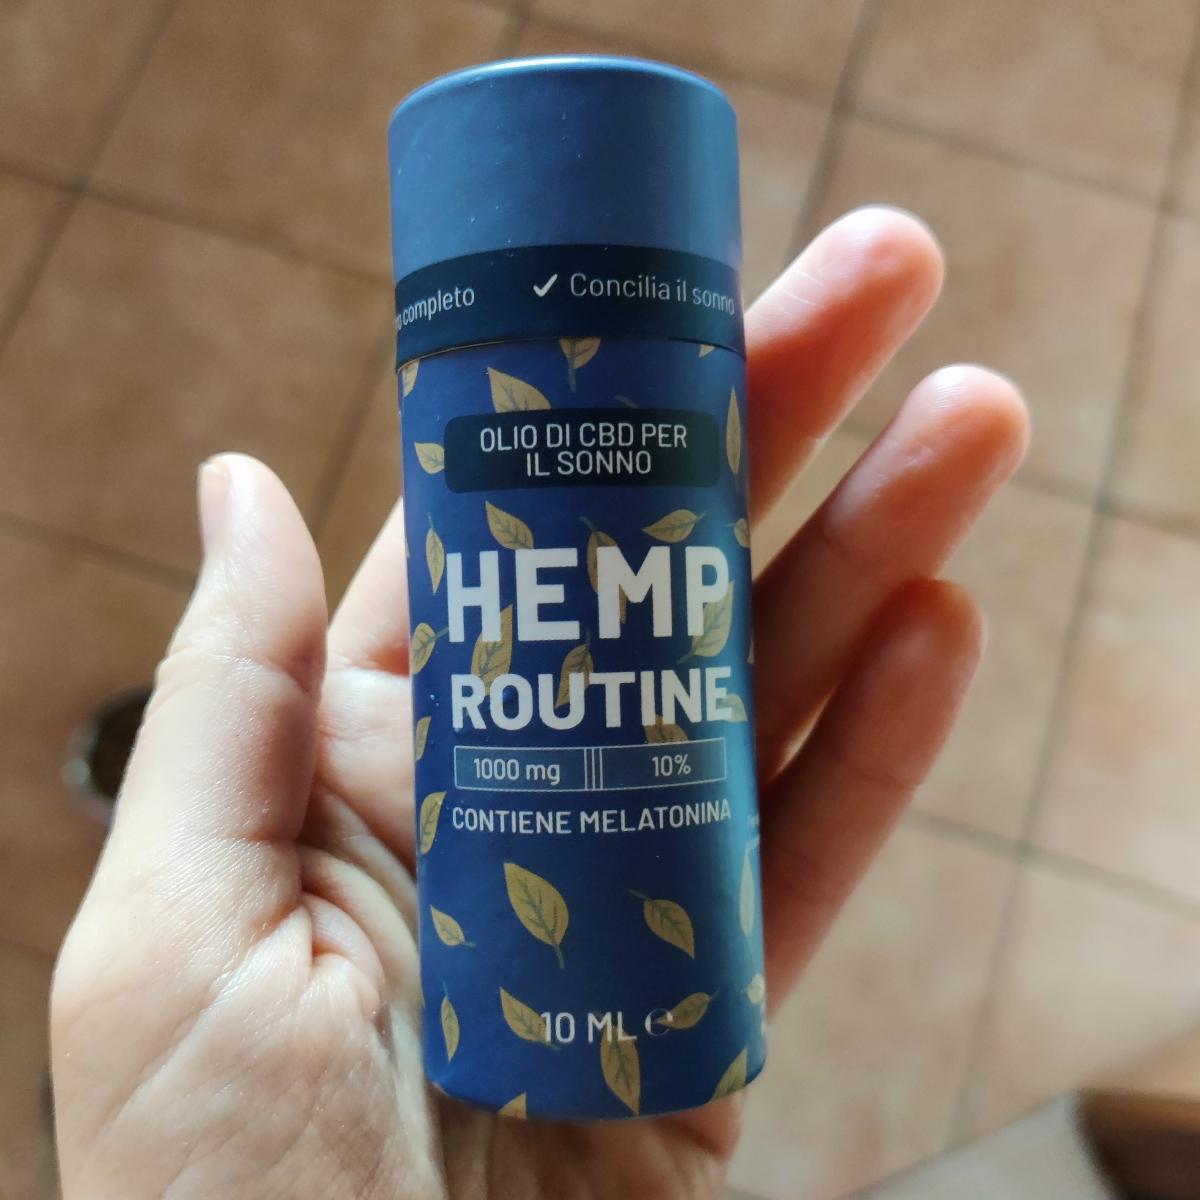 completo
✓ Concilia il sonno
OLIO DI CBD PER
IL SONNO
HEMP
ROUTINE
1000 mg 10%
CONTIENE MELATONINA
10 ML ℮